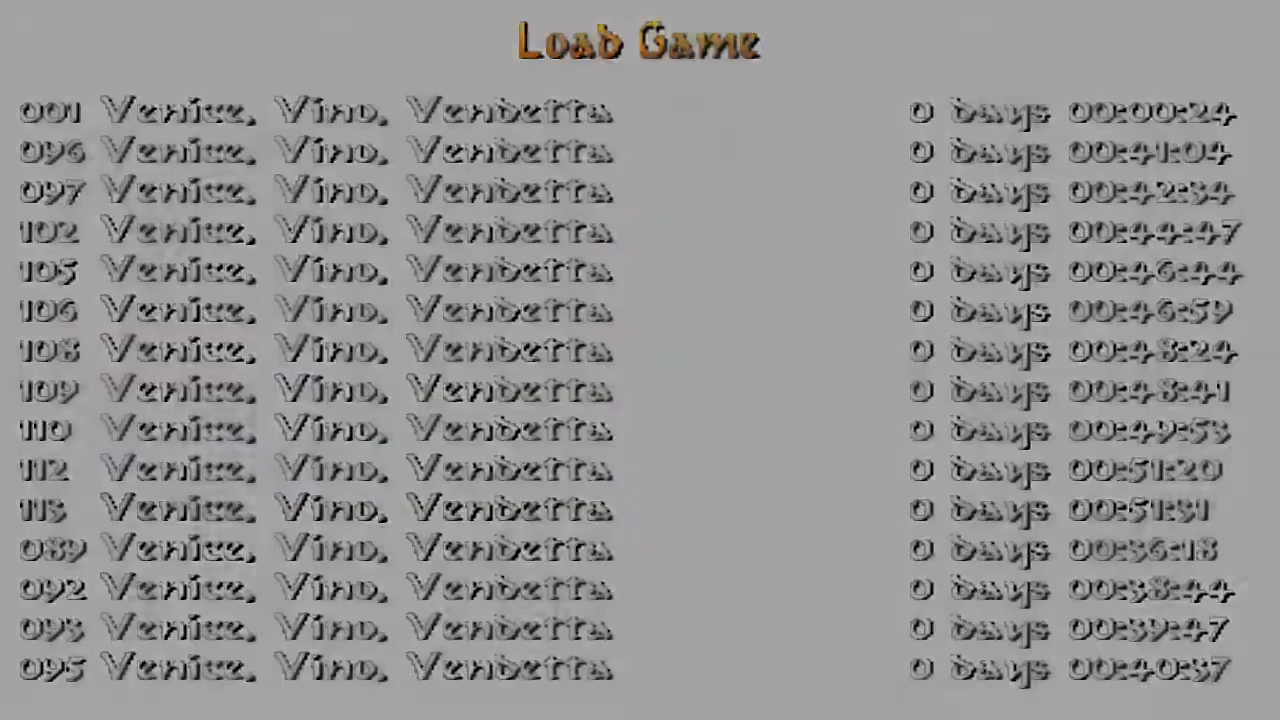 Load Game
001 Venice, Vino, Vendetta 0 days 00:00:24
096 Venice, Vino, Vendetta 0 days 00:41:04
097 Venice, Vino, Vendetta 0 days 00:42:34
102 Venice, Vino, Vendetta 0 days 00:44:47
105 Venice, Vino, Vendetta 0 days 00:46:44
106 Venice, Vino, Vendetta 0 days 00:46:59
108 Venice, Vino, Vendetta 0 days 00:48:24
109 Venice, Vino, Vendetta 0 days 00:48:41
110 Venice, Vino, Vendetta 0 days 00:49:53
112 Venice, Vino, Vendetta 0 days 00:51:20
113 Venice, Vino, Vendetta 0 days 00:51:31
089 Venice, Vino, Vendetta 0 days 00:36:18
092 Venice, Vino, Vendetta 0 days 00:38:44
093 Venice, Vino, Vendetta 0 days 00:39:47
095 Venice, Vino, Vendetta 0 days 00:40:37